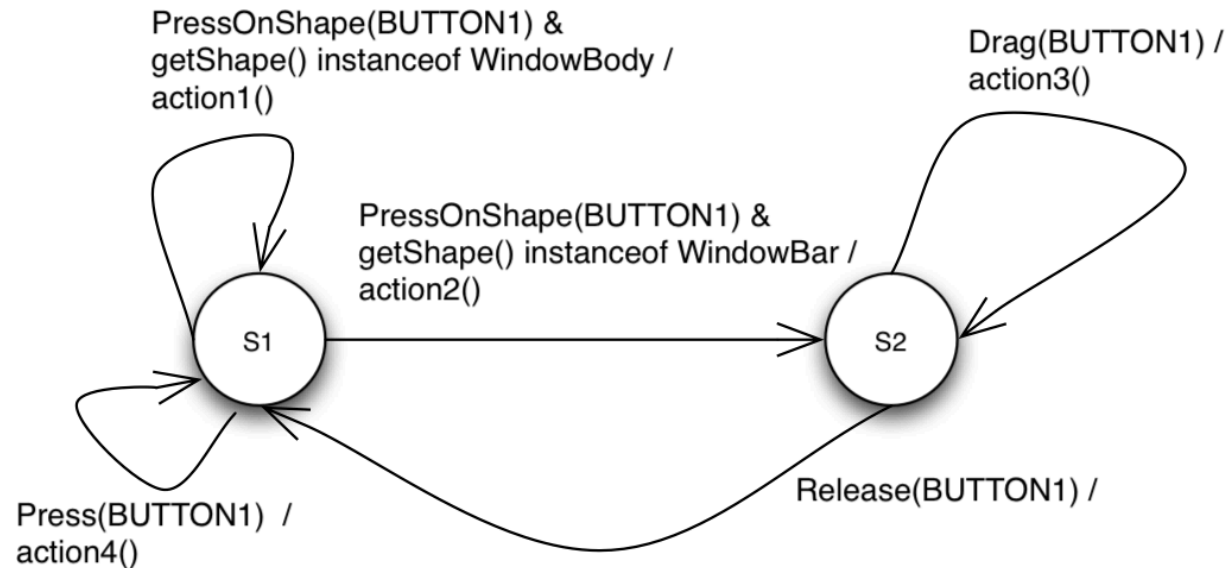 PressOnShape(BUTTON1) &
getShape() instanceof WindowBody /
action1()
Drag(BUTTON1) /
action3()
PressOnShape(BUTTON1) &
getShape() instanceof WindowBar /
action2()
S1
S2
Release(BUTTON1) /
Press(BUTTON1) /
action4()